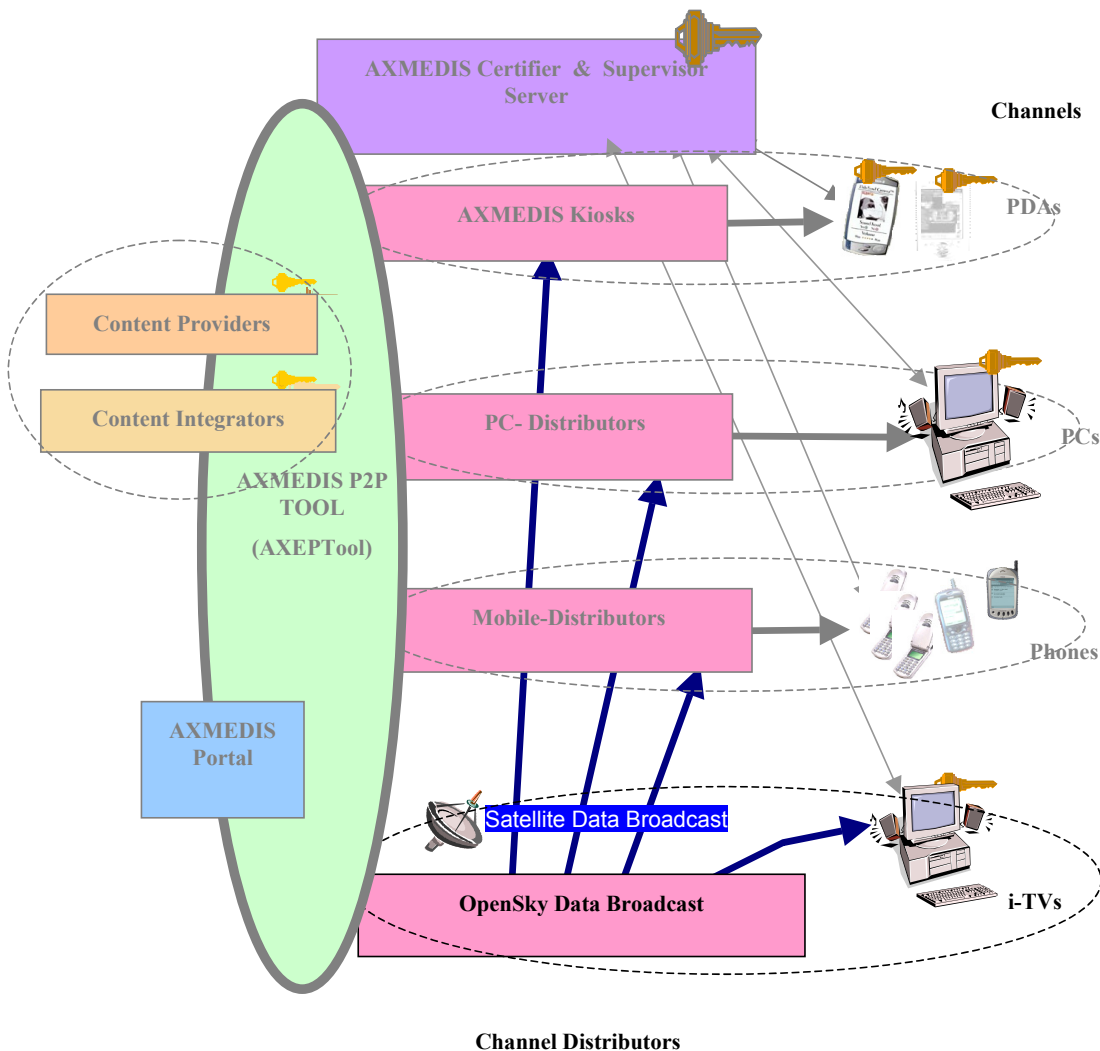 AXMEDIS Certifier & Supervisor
Server
Channels
AXMEDIS Kiosks
PDAs
Content Providers
Content Integrators
PC- Distributors
PCs
AXMEDIS P2P
TOOL
(AXEPTool)
Mobile-Distributors
Phones
AXMEDIS
Portal
Satellite Data Broadcast
OpenSky Data Broadcast
i-TVs
Channel Distributors